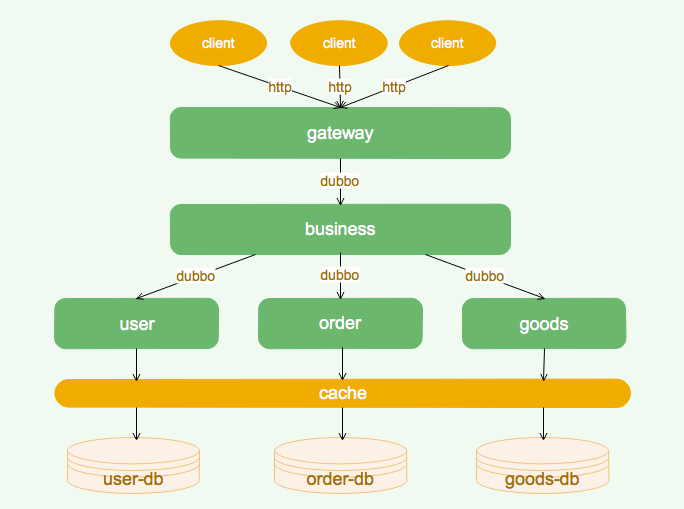 client
client
client
http
http
http
gateway
dubbo
business
dubbo
dubbo
dubbo
user
order
goods
cache
user-db
order-db
goods-db